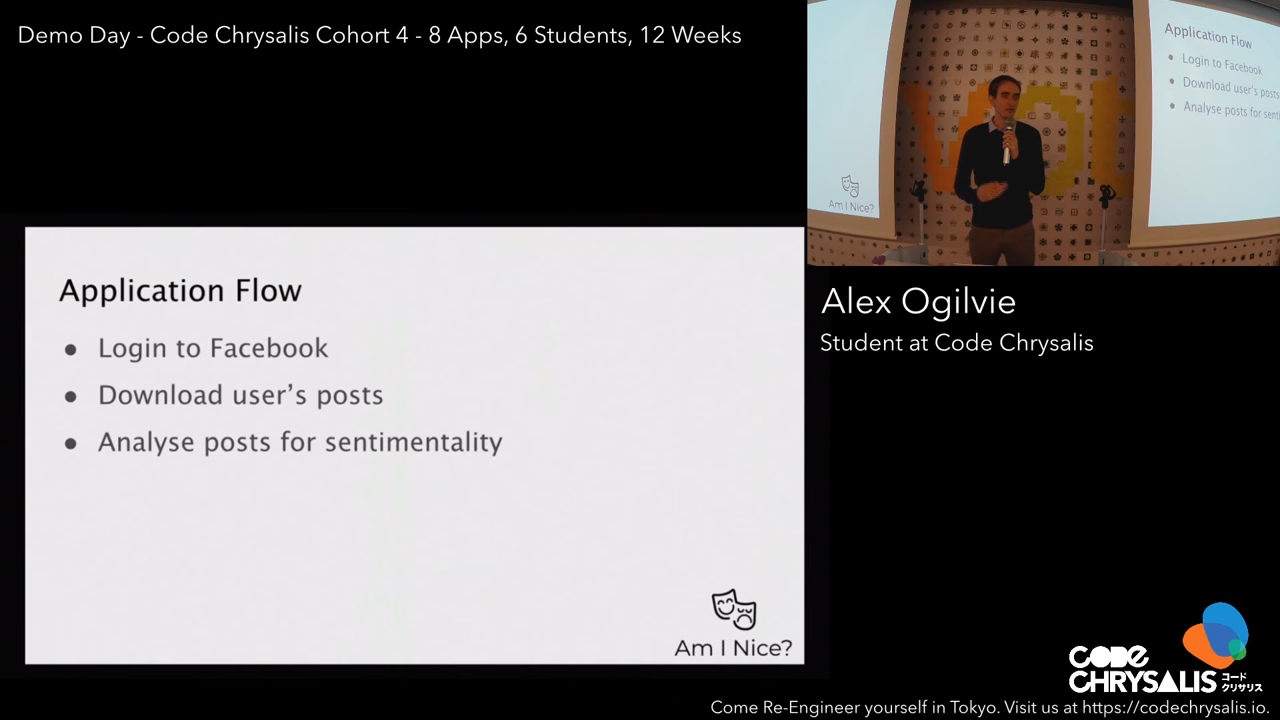 Demo Day - Code Chrysalis Cohort 4 - 8 Apps, 6 Students, 12 Weeks
Application Flow
• Login to Facebook
• Download user's posts
• Analyse posts for
Am I Nice?
Application Flow
• Login to Facebook
• Download user’s posts
• Analyse posts for sentimentality
Am I Nice?
Alex Ogilvie
Student at Code Chrysalis
CODE
CHRYSALIS
コード
クリサリス
Come Re-Engineer yourself in Tokyo. Visit us at https://codechrysalis.io.